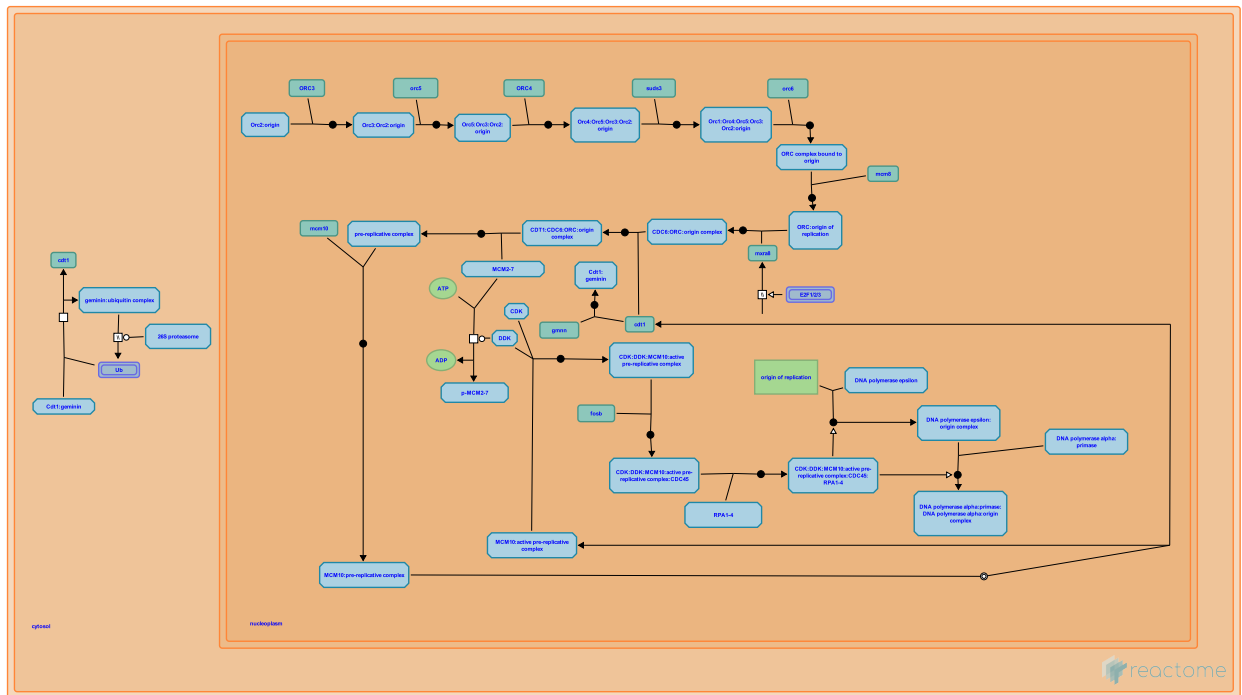 ORC3
orc5
ORC4
suds3
orc6
Orc2:origin
Orc3:Orc2:origin
Orc5:Orc3:Orc2:
origin
Orc4:Orc5:Orc3:Orc2:
origin
Orc1:Orc4:Orc5:Orc3:
Orc2:origin
ORC complex bound to
origin
mcm8
mcm10
pre-replicative complex
CDT1:CDC6:ORC:origin
complex
CDC6:ORC:origin complex
ORC:origin of
replication
mxra8
cdt1
MCM2-7
Cdt1:
geminin
E2F1/2/3
ATP
geminin:ubiquitin complex
CDK
gmnn
cdt1
26S proteasome
DDK
ADP
Ub
CDK:DDK:MCM10:active
pre-replicative complex
p-MCM2-7
origin of replication
DNA polymerase epsilon
Cdt1:geminin
fosb
DNA polymerase epsilon:
origin complex
DNA polymerase alpha:
primase
CDK:DDK:MCM10:active pre-
replicative complex:CDC45
CDK:DDK:MCM10:active pre-
replicative complex:CDC45:
RPA1-4
RPA1-4
DNA polymerase alpha:primase:
DNA polymerase alpha:origin
complex
MCM10:active pre-replicative
complex
MCM10:pre-replicative complex
cytosol
nucleoplasm
reactome